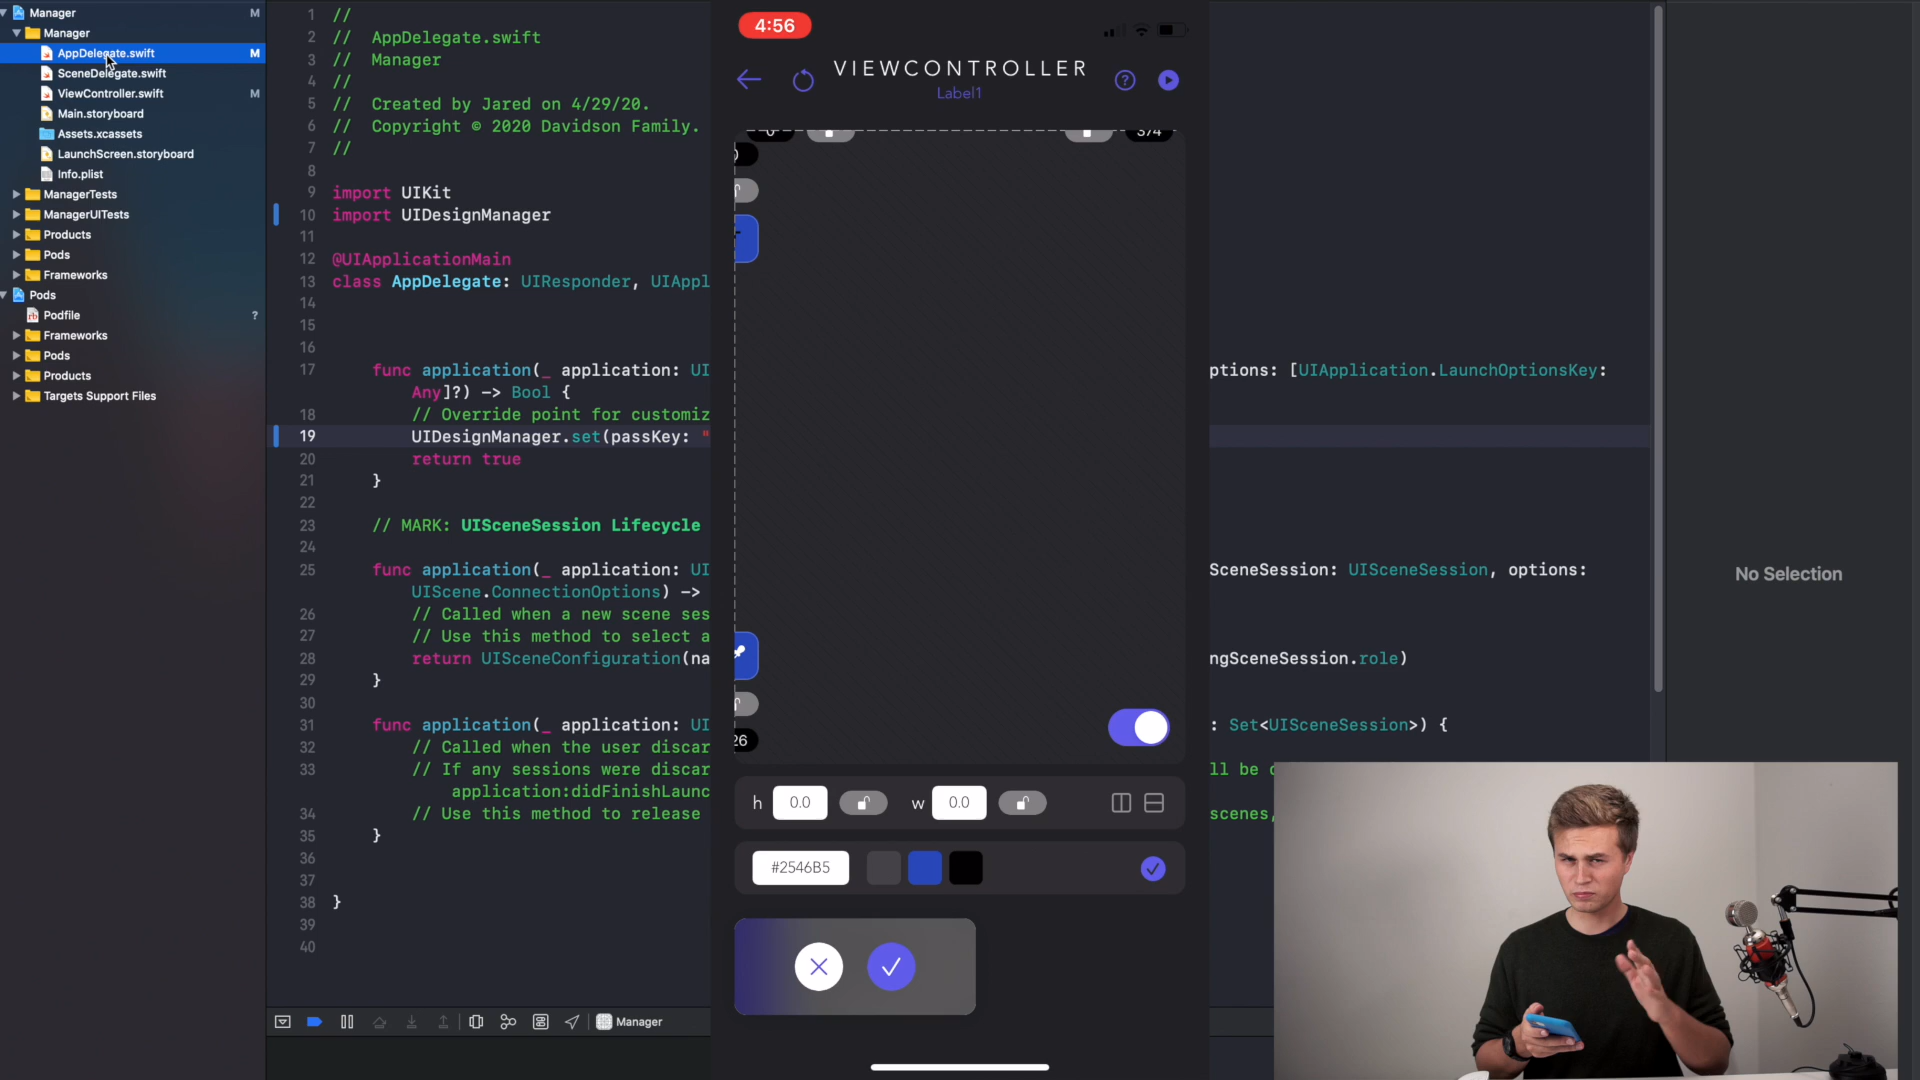 Manager M
Manager
AppDelegate.swift M
SceneDelegate.swift
ViewController.swift M
Main.storyboard
Assets.xcassets
LaunchScreen.storyboard
Info.plist
ManagerTests
ManagerUITests
Products
Pods
Frameworks
Pods
Podfile ?
Frameworks
Pods
Products
Targets Support Files
1 //
2 // AppDelegate.swift
3 // Manager
4 //
5 // Created by Jared on 4/29/20.
6 // Copyright © 2020 Davidson Family.
7 //
8
9 import UIKit
10 import UIDesignManager
11
12 @UIApplicationMain
13 class AppDelegate: UIResponder, UIAppl
14
15
16
17 func application(_ application: UI ptions: [UIApplication.LaunchOptionsKey:
Any]?) -> Bool {
18 // Override point for customiz
19 UIDesignManager.set(passKey: "
20 return true
21 }
22
23 // MARK: UISceneSession Lifecycle
24
25 func application(_ application: UI SceneSession: UISceneSession, options:
UIScene.ConnectionOptions) ->
26 // Called when a new scene ses
27 // Use this method to select a
28 return UISceneConfiguration(na ngSceneSession.role)
29 }
30
31 func application(_ application: UI : Set<UISceneSession>) {
32 // Called when the user discar
33 // If any sessions were discar ll be c
application:didFinishLaunc
34 // Use this method to release scenes,
35 }
36
37
38 }
39
40
Manager
4:56
VIEWCONTROLLER
Label1
?
374
26
h 0.0 w 0.0
#2546B5
No Selection